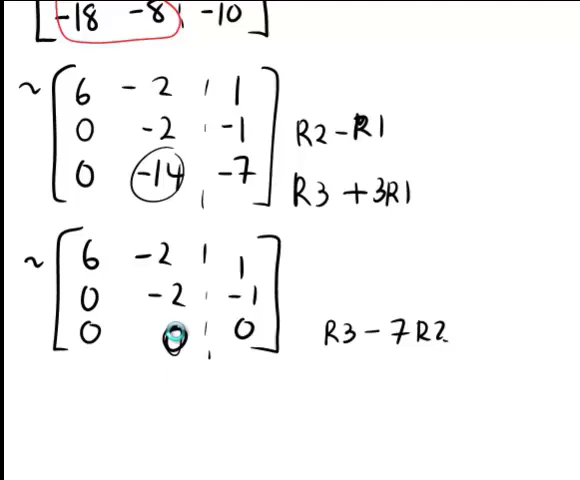 -18 -8 | -10
~ [ 6 -2 | 1 ]
0 -2 | -1 R2 - R1
0 -14 | -7 R3 + 3R1
~ [ 6 -2 | 1 ]
0 -2 | -1
0 0 | 0 R3 - 7R2